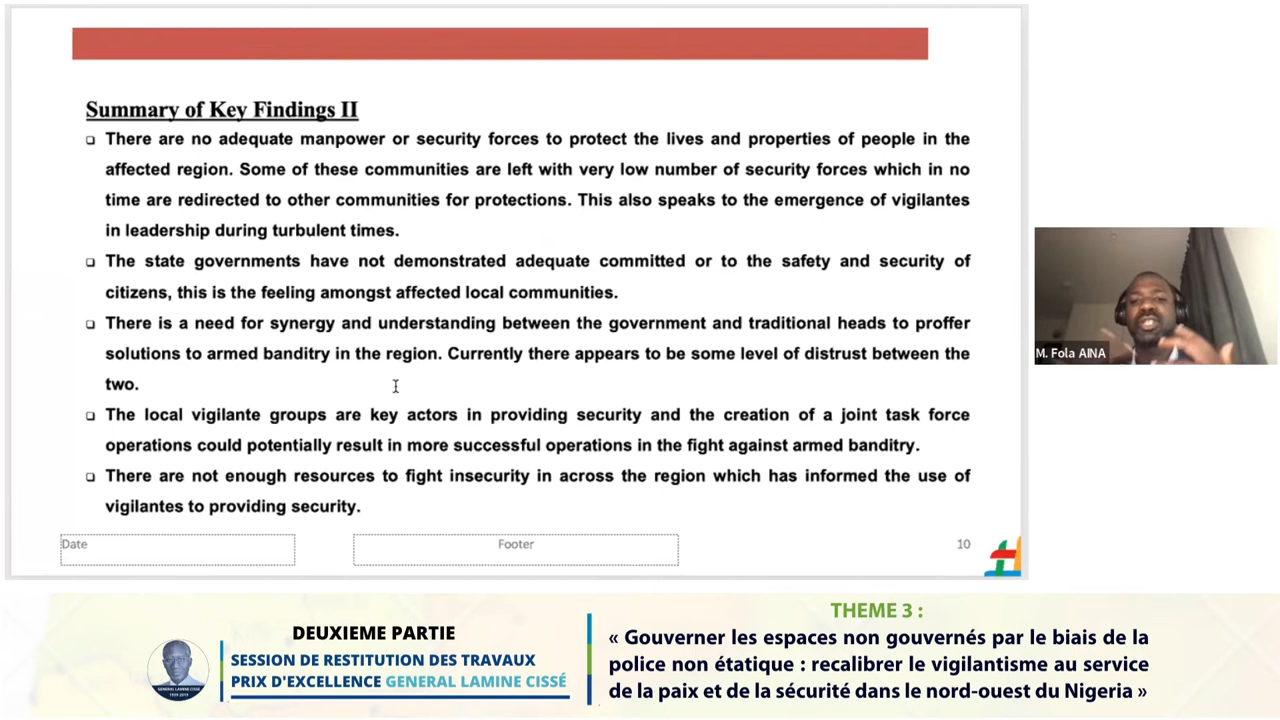 Summary of Key Findings II
❑ There are no adequate manpower or security forces to protect the lives and properties of people in the
affected region. Some of these communities are left with very low number of security forces which in no
time are redirected to other communities for protections. This also speaks to the emergence of vigilantes
in leadership during turbulent times.
❑ The state governments have not demonstrated adequate committed or to the safety and security of
citizens, this is the feeling amongst affected local communities.
❑ There is a need for synergy and understanding between the government and traditional heads to proffer
solutions to armed banditry in the region. Currently there appears to be some level of distrust between the
two.
❑ The local vigilante groups are key actors in providing security and the creation of a joint task force
operations could potentially result in more successful operations in the fight against armed banditry.
❑ There are not enough resources to fight insecurity in across the region which has informed the use of
vigilantes to providing security.
Date
Footer
10
M. Fola AINA
DEUXIEME PARTIE
SESSION DE RESTITUTION DES TRAVAUX
PRIX D'EXCELLENCE GENERAL LAMINE CISSÉ
GENERAL LAMINE CISSÉ
THEME 3 :
« Gouverner les espaces non gouvernés par le biais de la
police non étatique : recalibrer le vigilantisme au service
de la paix et de la sécurité dans le nord-ouest du Nigeria »